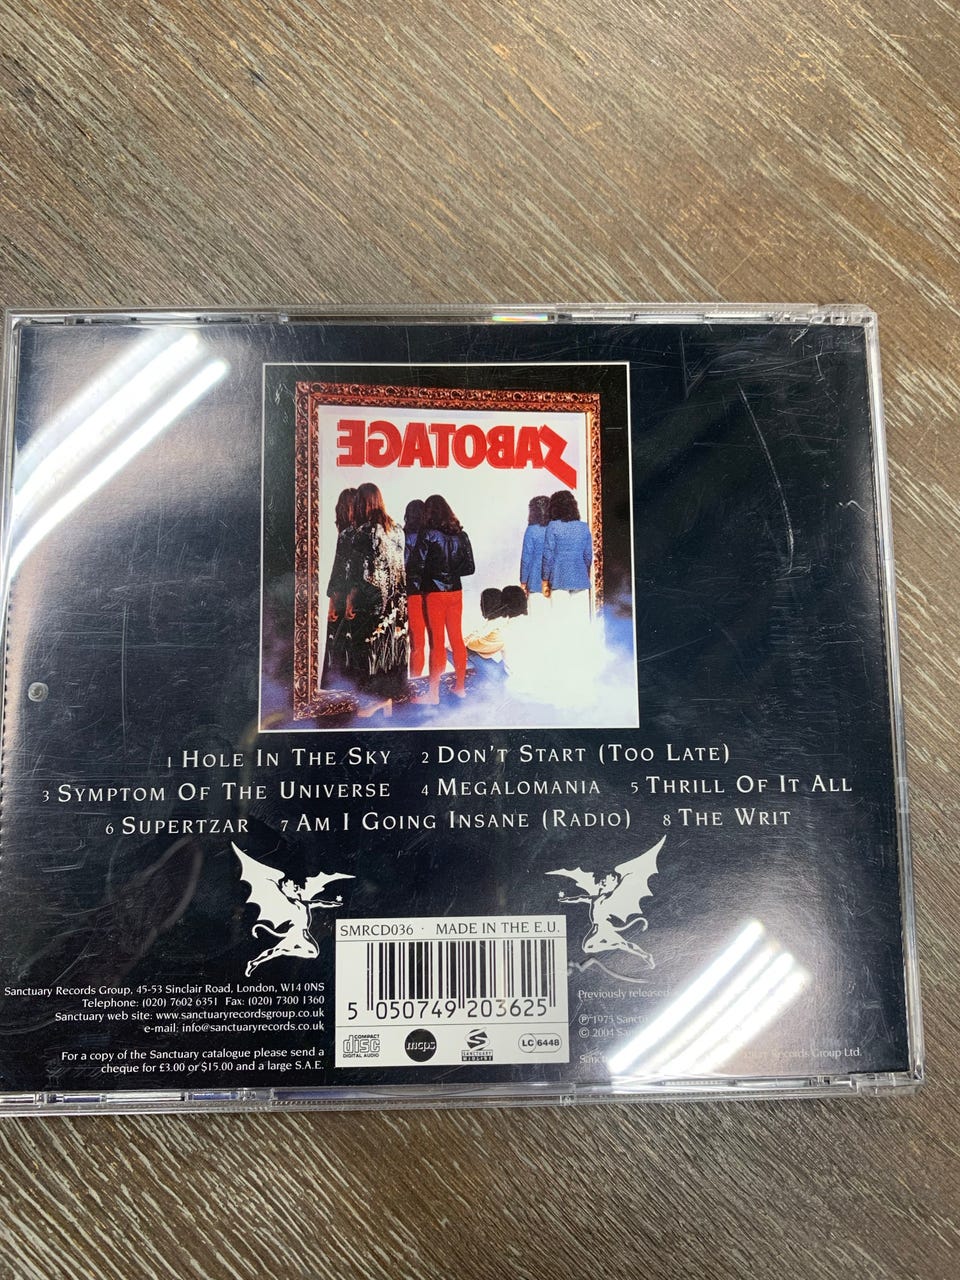 SABOTAGE
1 HOLE IN THE SKY 2 DON'T START (TOO LATE)
3 SYMPTOM OF THE UNIVERSE 4 MEGALOMANIA 5 THRILL OF IT ALL
6 SUPERTZAR 7 AM I GOING INSANE (RADIO) 8 THE WRIT
SMRCD036 · MADE IN THE E.U.
5 050749 203625
COMPACT
disc
DIGITAL AUDIO
mcps
S
SANCTUARY
MIDLINE
LC 6448
Sanctuary Records Group, 45-53 Sinclair Road, London, W14 0NS
Telephone: (020) 7602 6351 Fax: (020) 7300 1360
Sanctuary web site: www.sanctuaryrecordsgroup.co.uk
e-mail: info@sanctuaryrecords.co.uk
For a copy of the Sanctuary catalogue please send a
cheque for £3.00 or $15.00 and a large S.A.E.
Previously released
℗ 1975
© 2004
Records Group Ltd.